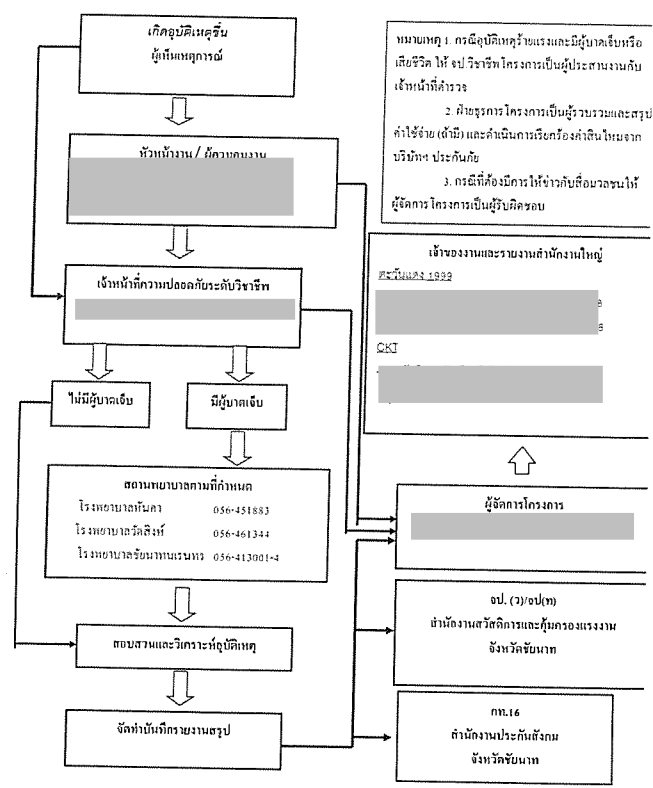 เกิดอุบัติเหตุขึ้น
ผู้เห็นเหตุการณ์
หัวหน้างาน / ผู้ควบคุมงาน
เจ้าหน้าที่ความปลอดภัยระดับวิชาชีพ
ไม่มีผู้บาดเจ็บ
มีผู้บาดเจ็บ
สถานพยาบาลตามที่กำหนด
โรงพยาบาลหันคา 056-451883
โรงพยาบาลวัดสิงห์ 056-461344
โรงพยาบาลชัยนาทนเรนทร 056-413001-4
สอบสวนและวิเคราะห์อุบัติเหตุ
จัดทำบันทึกรายงานสรุป
หมายเหตุ 1. กรณีอุบัติเหตุร้ายแรงและมีผู้บาดเจ็บหรือ
เสียชีวิต ให้ จป.วิชาชีพ โครงการเป็นผู้ประสานงานกับ
เจ้าหน้าที่ตำรวจ
2. ฝ่ายธุรการโครงการเป็นผู้รวบรวมและสรุป
ค่าใช้จ่าย (ถ้ามี) และดำเนินการเรียกร้องค่าสินไหมจาก
บริษัทฯ ประกันภัย
3. กรณีที่ต้องมีการให้ข่าวกับสื่อมวลชนให้
ผู้จัดการโครงการเป็นผู้รับผิดชอบ
เจ้าของงานและรายงานสำนักงานใหญ่
ตะวันแดง 1999
CKT
ผู้จัดการโครงการ
จป. (ว)/จป(ท)
สำนักงานสวัสดิการและคุ้มครองแรงงาน
จังหวัดชัยนาท
กท.16
สำนักงานประกันสังคม
จังหวัดชัยนาท